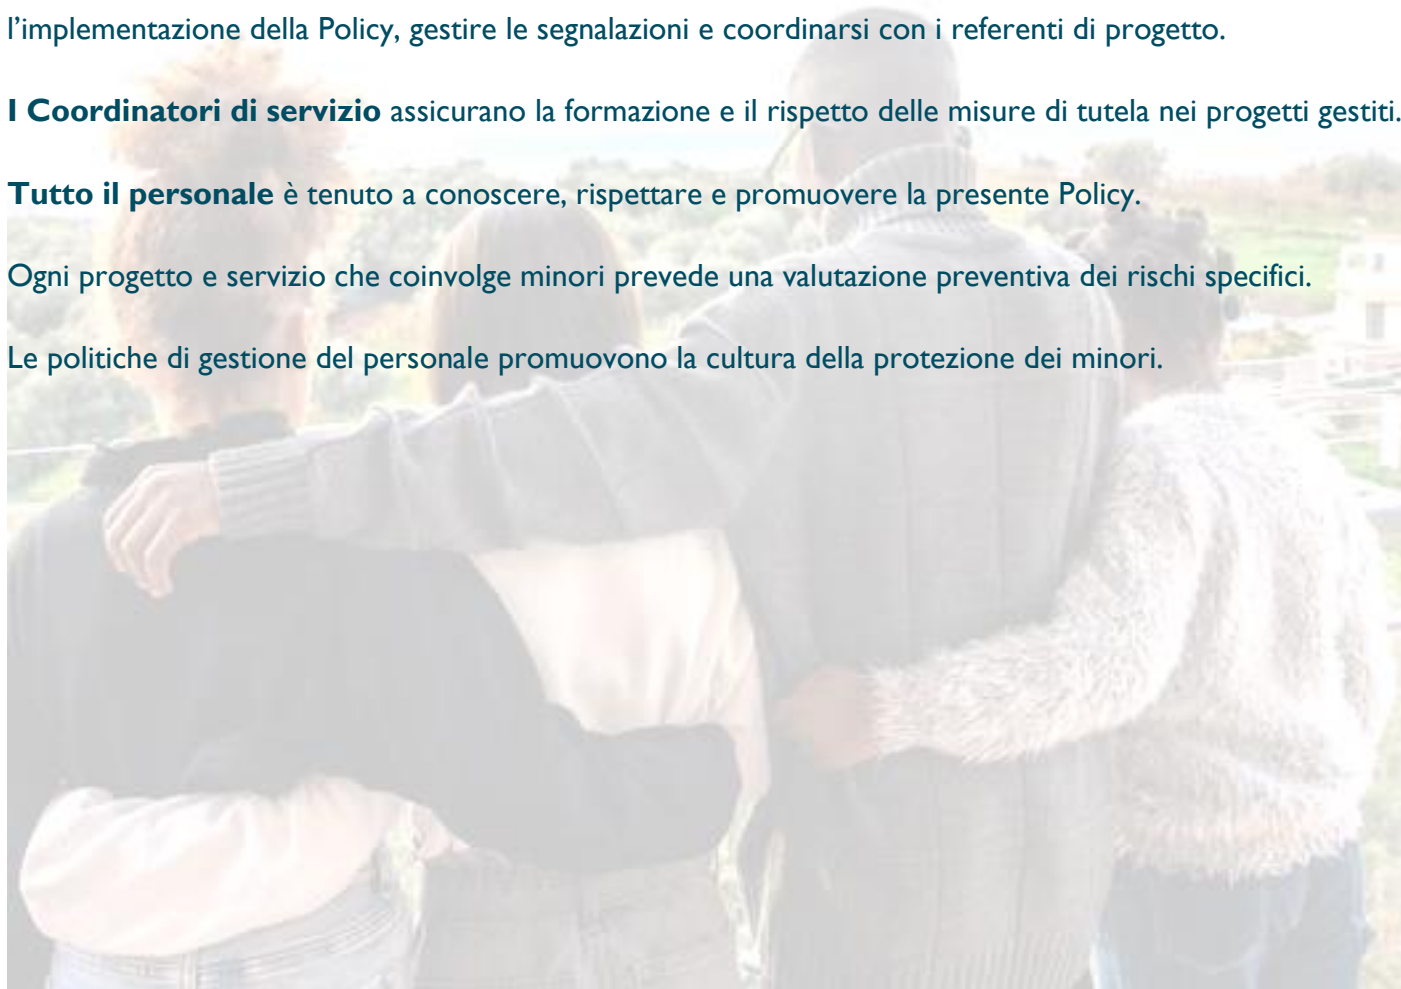 l’implementazione della Policy, gestire le segnalazioni e coordinarsi con i referenti di progetto.
I Coordinatori di servizio assicurano la formazione e il rispetto delle misure di tutela nei progetti gestiti.
Tutto il personale è tenuto a conoscere, rispettare e promuovere la presente Policy.
Ogni progetto e servizio che coinvolge minori prevede una valutazione preventiva dei rischi specifici.
Le politiche di gestione del personale promuovono la cultura della protezione dei minori.